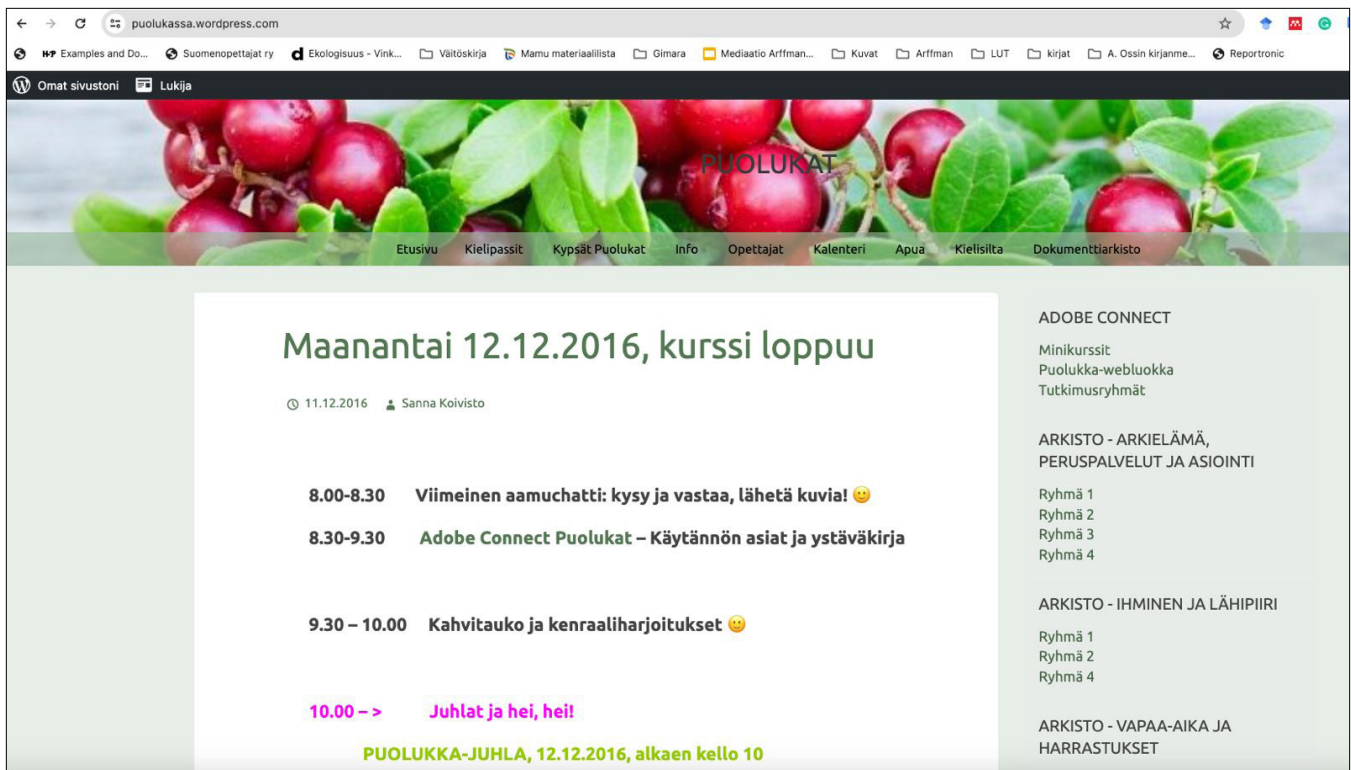 puolukassa.wordpress.com
H-P Examples and Do... Suomenopettajat ry d Ekologisuus - Vink... Väitöskirja Mamu materiaalilista Gimara Mediaatio Arffman... Kuvat Arffman LUT kirjat A. Ossin kirjanme... Reportronic
Omat sivustoni Lukija
PUOLUKAT
Etusivu Kielipassit Kypsät Puolukat Info Opettajat Kalenteri Apua Kielisilta Dokumenttiarkisto
Maanantai 12.12.2016, kurssi loppuu
11.12.2016 Sanna Koivisto
8.00-8.30 Viimeinen aamuchatti: kysy ja vastaa, lähetä kuvia! 🙂
8.30-9.30 Adobe Connect Puolukat – Käytännön asiat ja ystäväkirja
9.30 – 10.00 Kahvitauko ja kenraaliharjoitukset 🙂
10.00 – > Juhlat ja hei, hei!
PUOLUKKA-JUHLA, 12.12.2016, alkaen kello 10
ADOBE CONNECT
Minikurssit
Puolukka-webluokka
Tutkimusryhmät
ARKISTO - ARKIELÄMÄ,
PERUSPALVELUT JA ASIOINTI
Ryhmä 1
Ryhmä 2
Ryhmä 3
Ryhmä 4
ARKISTO - IHMINEN JA LÄHIPIIRI
Ryhmä 1
Ryhmä 2
Ryhmä 4
ARKISTO - VAPAA-AIKA JA
HARRASTUKSET